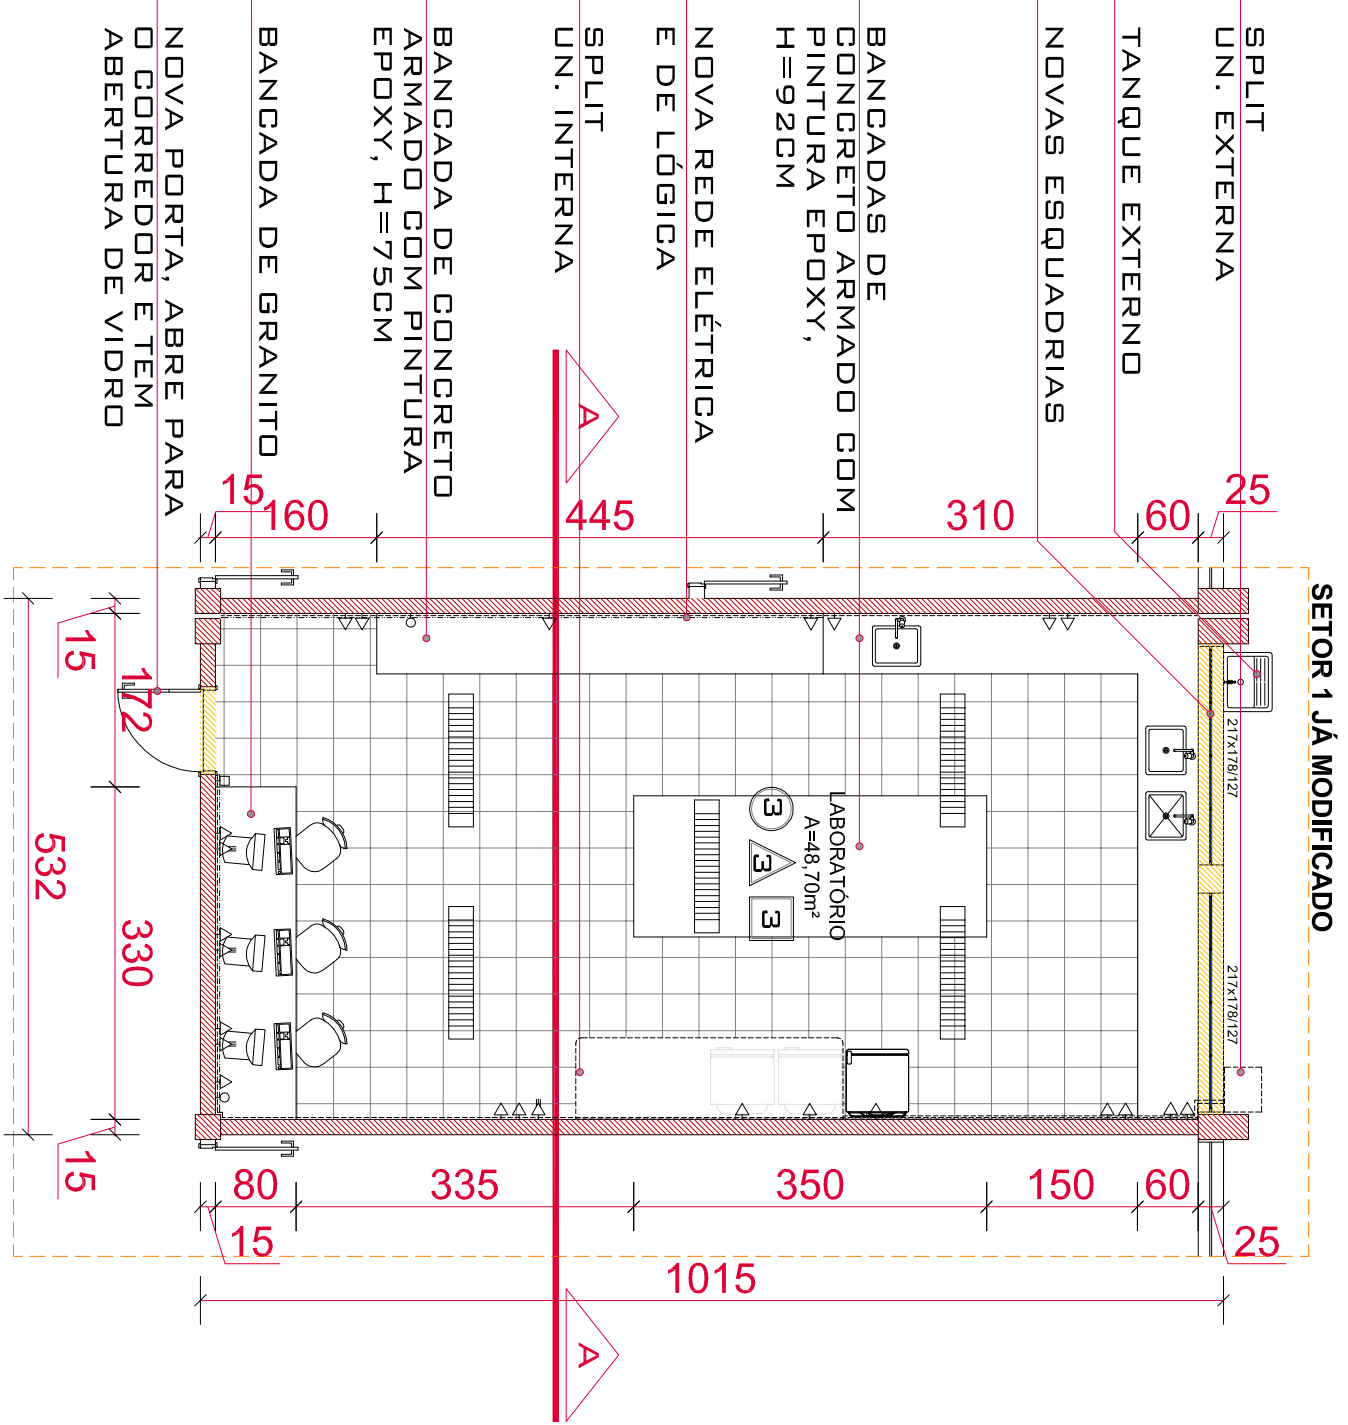 SPLIT
UN. EXTERNA
TANQUE EXTERNO
NOVAS ESQUADRIAS
BANCADAS DE
CONCRETO ARMADO COM
PINTURA EPOXY,
H=92CM
NOVA REDE ELÉTRICA
E DE LÓGICA
SPLIT
UN. INTERNA
BANCADA DE CONCRETO
ARMADO COM PINTURA
EPOXY, H=75CM
BANCADA DE GRANITO
NOVA PORTA, ABRE PARA
O CORREDOR E TEM
ABERTURA DE VIDRO
SETOR 1 JÁ MODIFICADO
A
15
160
445
310
60
25
217x178/127
217x178/127
LABORATÓRIO
A=48,70m²
3
3
3
15
172
330
15
532
80
335
350
150
60
15
25
1015
A